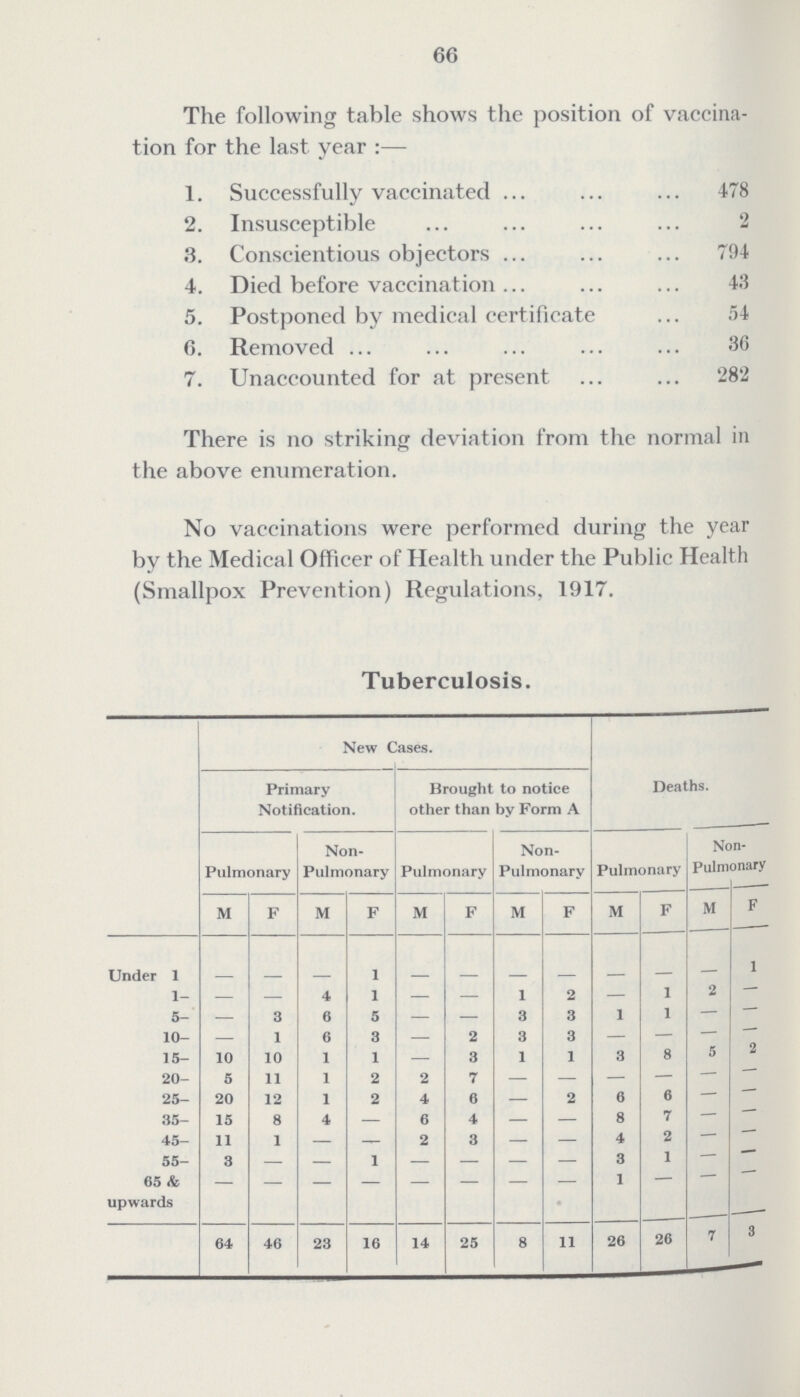 66
The following table shows the position of vaccina-
tion for the last year :—
1. Successfully vaccinated ... ... ... 478
2. Insusceptible ... ... ... ... 2
3. Conscientious objectors ... ... ... 794
4. Died before vaccination ... ... ... 43
5. Postponed by medical certificate ... 54
6. Removed ... ... ... ... ... 36
7. Unaccounted for at present ... ... 282
There is no striking deviation from the normal in
the above enumeration.
No vaccinations were performed during the year
by the Medical Officer of Health under the Public Health
(Smallpox Prevention) Regulations, 1917.
Tuberculosis.
New Cases.
Primary Brought to notice Deaths.
Notification. other than by Form A
Non- Non- Non-
Pulmonary Pulmonary Pulmonary Pulmonary Pulmonary Pulmonary
M F M F M F M F M F M F
Under 1 — — — 1 — — — — — — — 1
1– — — 4 1 — — 1 2 — 1 2 —
5– — 3 6 5 — — 3 3 1 1 — —
10– — 1 6 3 — 2 3 3 — — — —
15– 10 10 1 1 — 3 1 1 3 8 5 2
20– 5 11 1 2 2 7 — — — — — —
25– 20 12 1 2 4 6 — 2 6 6 — —
35– 15 8 4 — 6 4 — — 8 7 — —
45– 11 1 — — 2 3 — — 4 2 — —
55– 3 — — 1 — — — — 3 1 — —
65 & — — — — — — — — 1 — — —
upwards
64 46 23 16 14 25 8 11 26 26 7 3